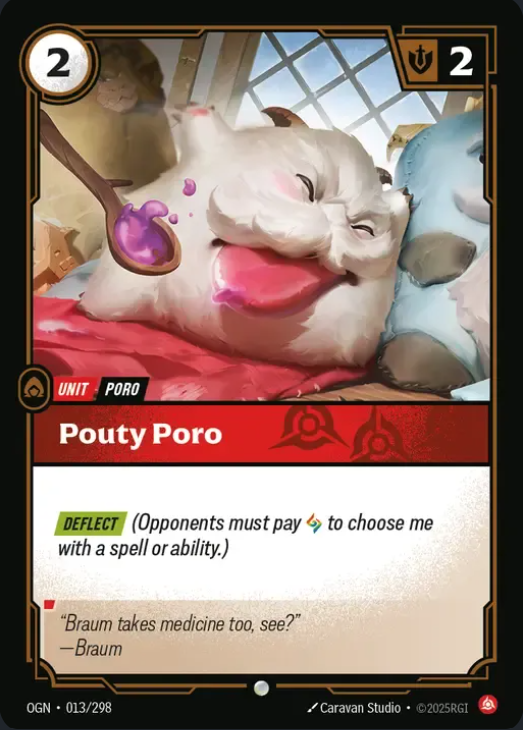 2
2
UNIT
PORO
Pouty Poro
DEFLECT (Opponents must pay to choose me
with a spell or ability.)
“Braum takes medicine too, see?”
—Braum
OGN • 013/298
Caravan Studio • ©2025RGI